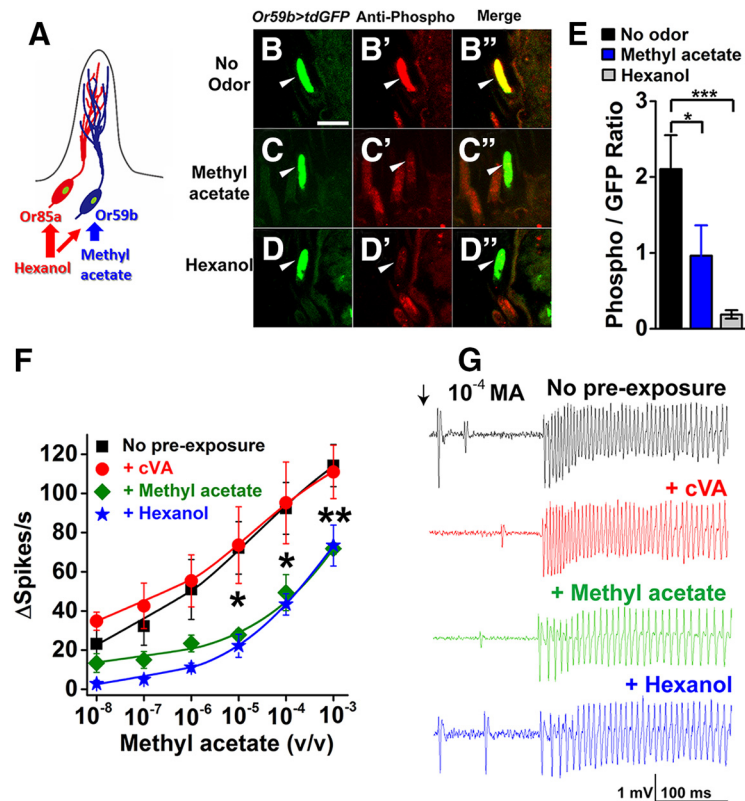 A
Or85a
Or59b
Hexanol
Methyl
acetate
Or59b>tdGFP Anti-Phospho Merge
No
Odor
B B' B"
Methyl
acetate
C C' C"
Hexanol
D D' D"
E
No odor
Methyl acetate
Hexanol
Phospho / GFP Ratio
3
2
1
0
***
*
F
No pre-exposure
+ cVA
+ Methyl acetate
+ Hexanol
ΔSpikes/s
120
100
80
60
40
20
0
* * **
10⁻⁸ 10⁻⁷ 10⁻⁶ 10⁻⁵ 10⁻⁴ 10⁻³
Methyl acetate (v/v)
G
10⁻⁴ MA No pre-exposure
+ cVA
+ Methyl acetate
+ Hexanol
1 mV 100 ms